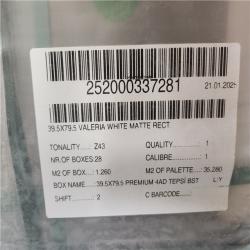 252000337281
21.01.202
39.5X79.5 VALERIA WHITE MATTE RECT
TONALITY: Z43 QUALITY: 1
NR.OF BOXES: 28 CALIBRE: 1
M2 OF BOX: 1.260 M2 OF PALETTE: 35.280
BOX NAME: 39.5X79.5 PREMIUM 4AD TEPSİ BST L:Y
SHIFT: 2 C BARCODE: